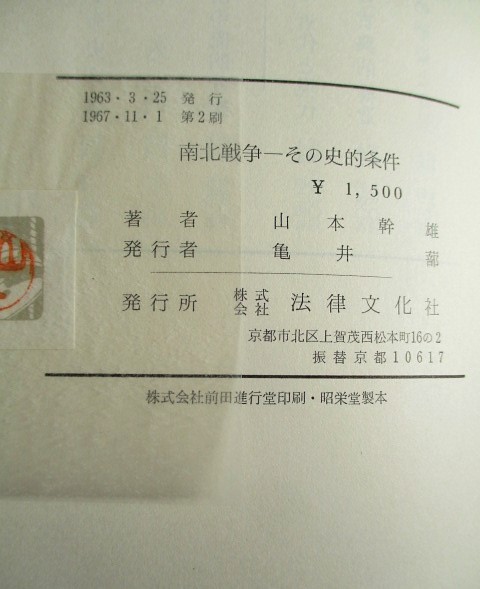 1963・3・25 発行
1967・11・1 第2刷
南北戦争―その史的条件
¥ 1,500
著者 山本幹雄
発行者 亀井蔀
発行所 株式会社 法律文化社
京都市北区上賀茂西松本町16の2
振替京都10617
株式会社前田進行堂印刷・昭栄堂製本